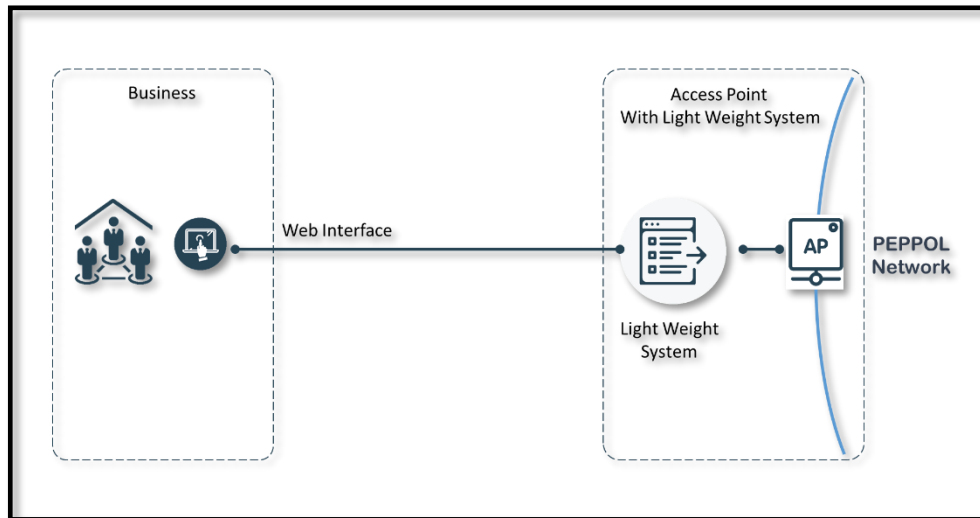 Business
Access Point
With Light Weight System
Web Interface
AP
PEPPOL
Network
Light Weight
System